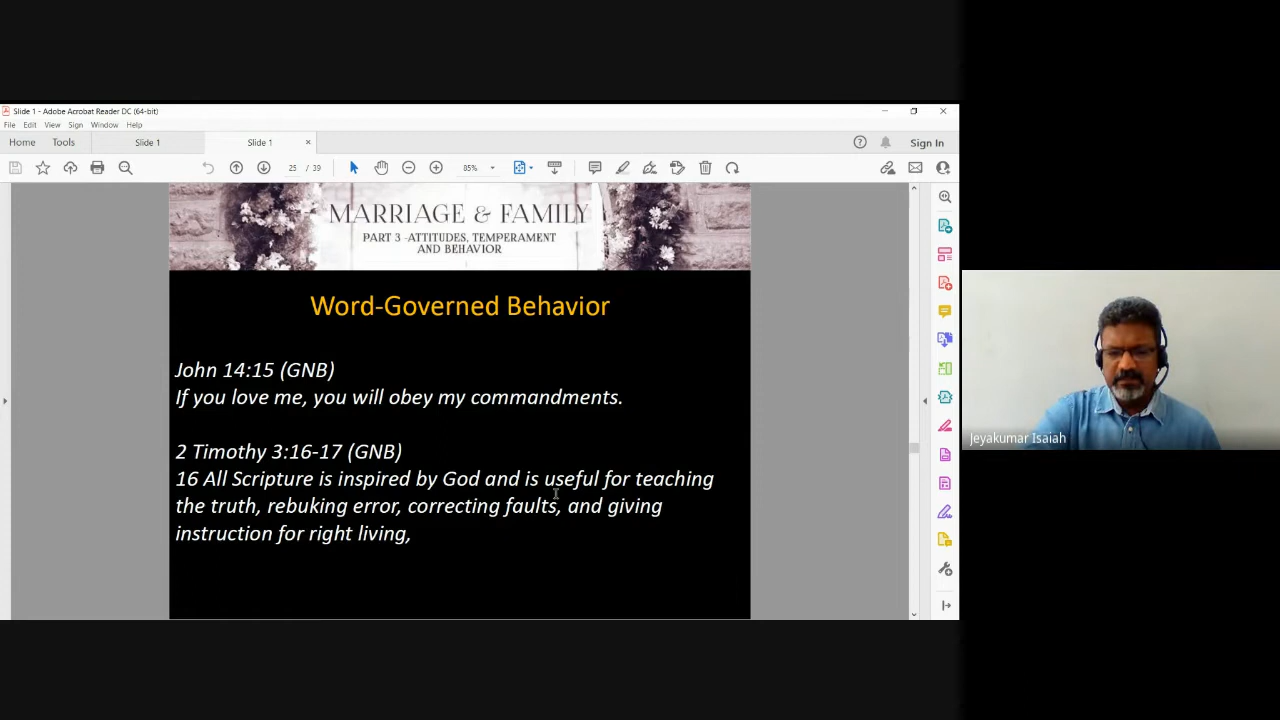 Slide 1 - Adobe Acrobat Reader DC (64-bit)
File Edit View Sign Window Help
Home Tools Slide 1 Slide 1 × Sign In
25 / 39 85%
MARRIAGE & FAMILY
PART 3 -ATTITUDES, TEMPERAMENT
AND BEHAVIOR
Word-Governed Behavior
John 14:15 (GNB)
If you love me, you will obey my commandments.
2 Timothy 3:16-17 (GNB)
16 All Scripture is inspired by God and is useful for teaching
the truth, rebuking error, correcting faults, and giving
instruction for right living,
Jeyakumar Isaiah